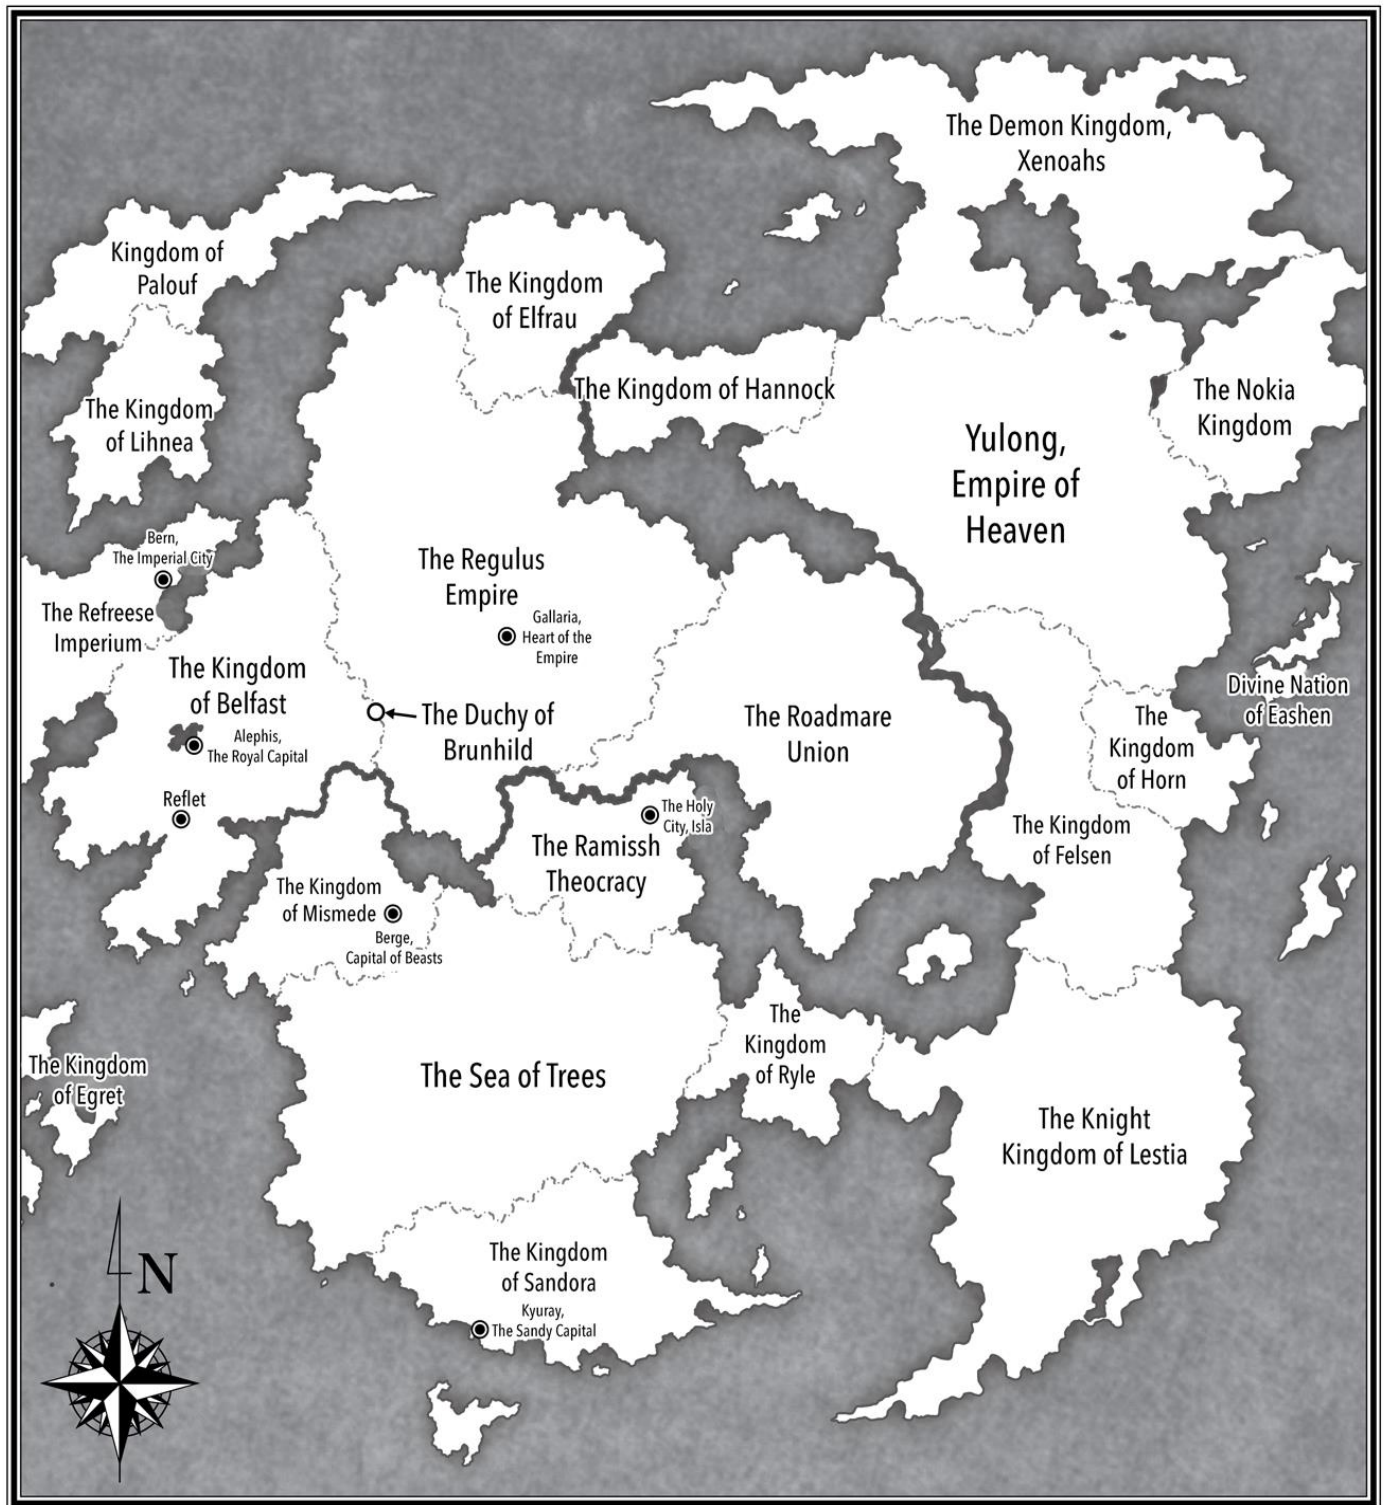 The Demon Kingdom,
Xenoahs
Kingdom of
Palouf
The Kingdom
of Elfrau
The Kingdom of Hannock
The Nokia
Kingdom
The Kingdom
of Lihnea
Yulong,
Empire of
Heaven
Bern,
The Imperial City
The Refreese
Imperium
The Regulus
Empire
Gallaria,
Heart of the
Empire
The Kingdom
of Belfast
Alephis,
The Royal Capital
The Duchy of
Brunhild
The Roadmare
Union
Divine Nation
of Eashen
The
Kingdom
of Horn
Reflet
The Holy
City, Isla
The Ramissh
Theocracy
The Kingdom
of Felsen
The Kingdom
of Mismede
Berge,
Capital of Beasts
The Kingdom
of Egret
The Sea of Trees
The
Kingdom
of Ryle
The Knight
Kingdom of Lestia
The Kingdom
of Sandora
Kyuray,
The Sandy Capital
N